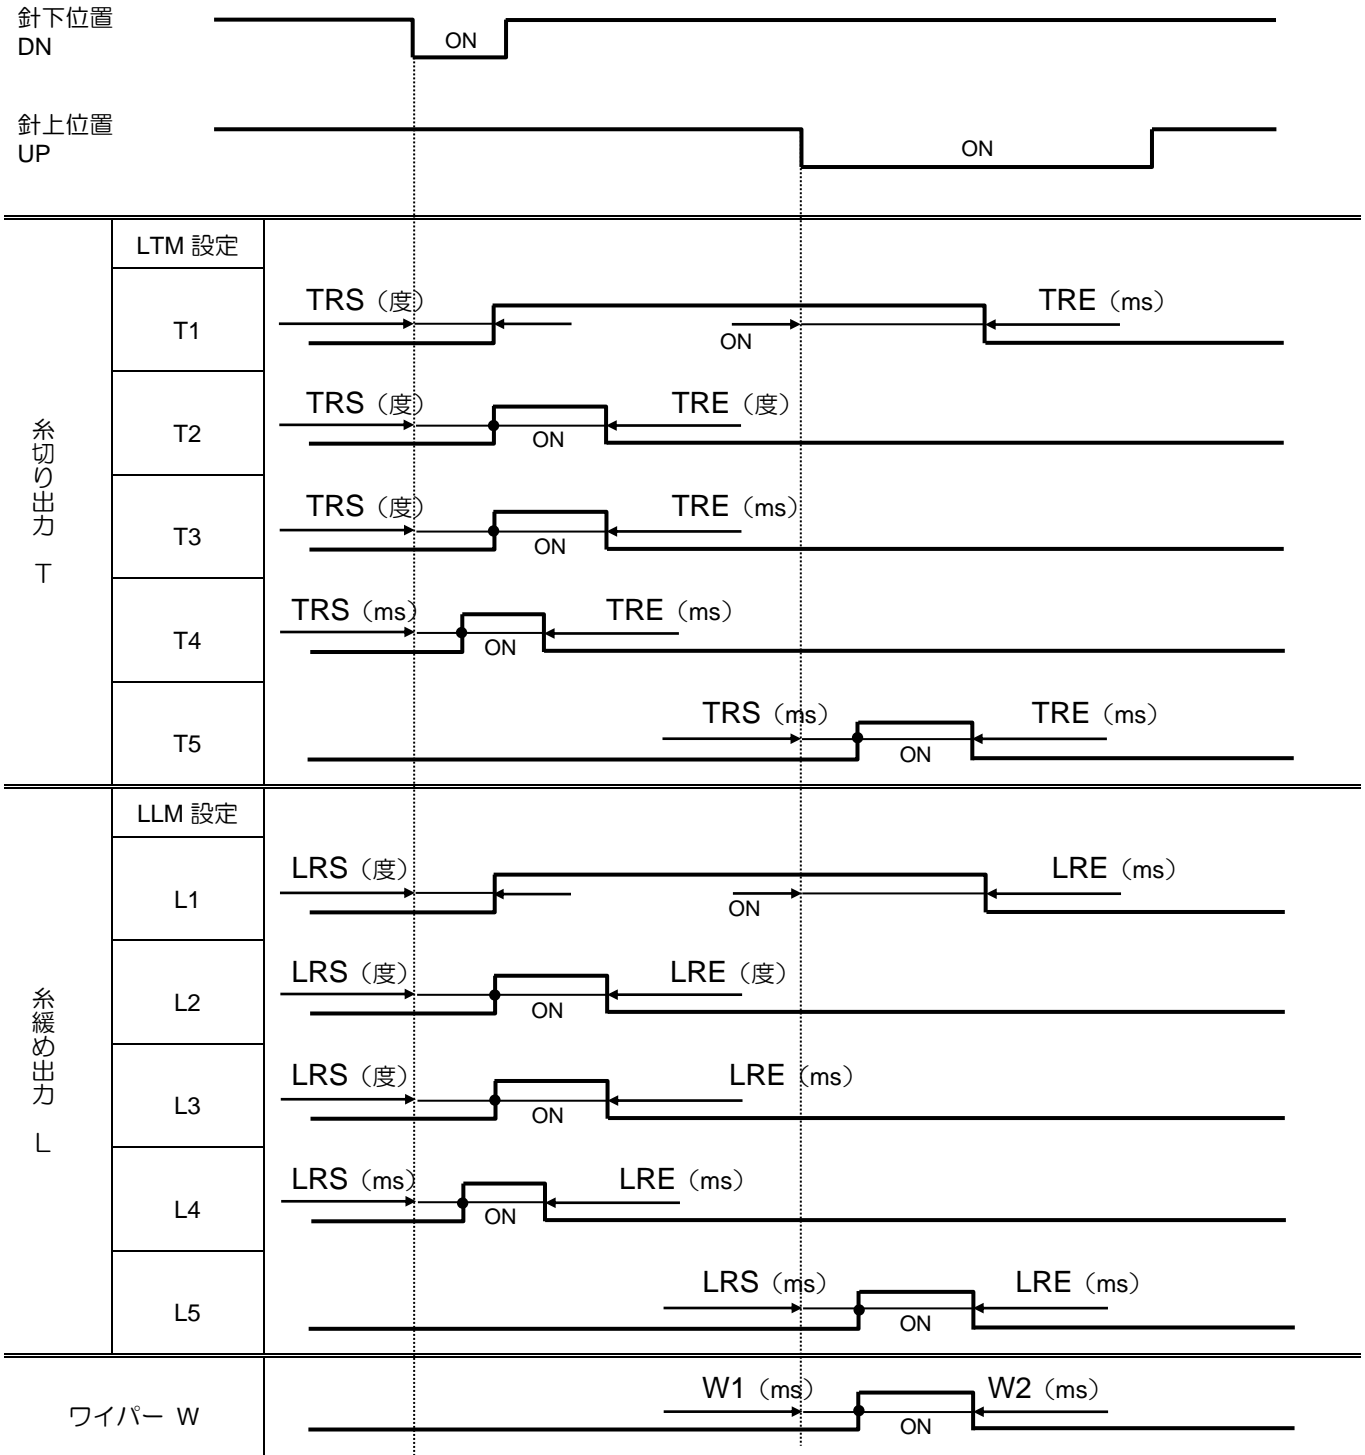 針下位置
DN
ON
針上位置
UP
ON
LTM 設定
糸切り出力 T
T1
TRS（度）
ON
TRE（ms）
T2
TRS（度）
ON
TRE（度）
T3
TRS（度）
ON
TRE（ms）
T4
TRS（ms）
ON
TRE（ms）
T5
TRS（ms）
ON
TRE（ms）
LLM 設定
糸緩め出力 L
L1
LRS（度）
ON
LRE（ms）
L2
LRS（度）
ON
LRE（度）
L3
LRS（度）
ON
LRE（ms）
L4
LRS（ms）
ON
LRE（ms）
L5
LRS（ms）
ON
LRE（ms）
ワイパー W
W1（ms）
ON
W2（ms）